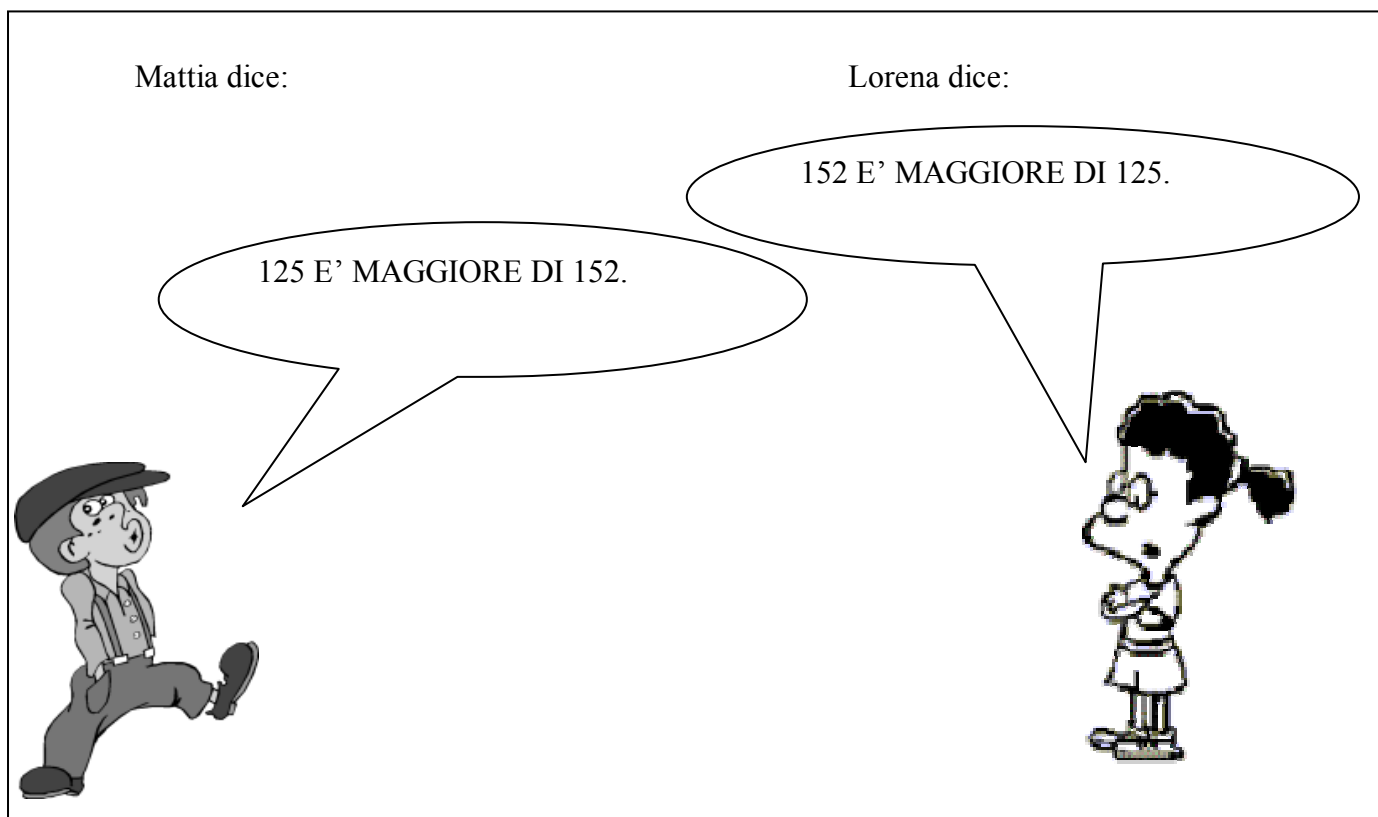 Mattia dice:
Lorena dice:
152 E’ MAGGIORE DI 125.
125 E’ MAGGIORE DI 152.